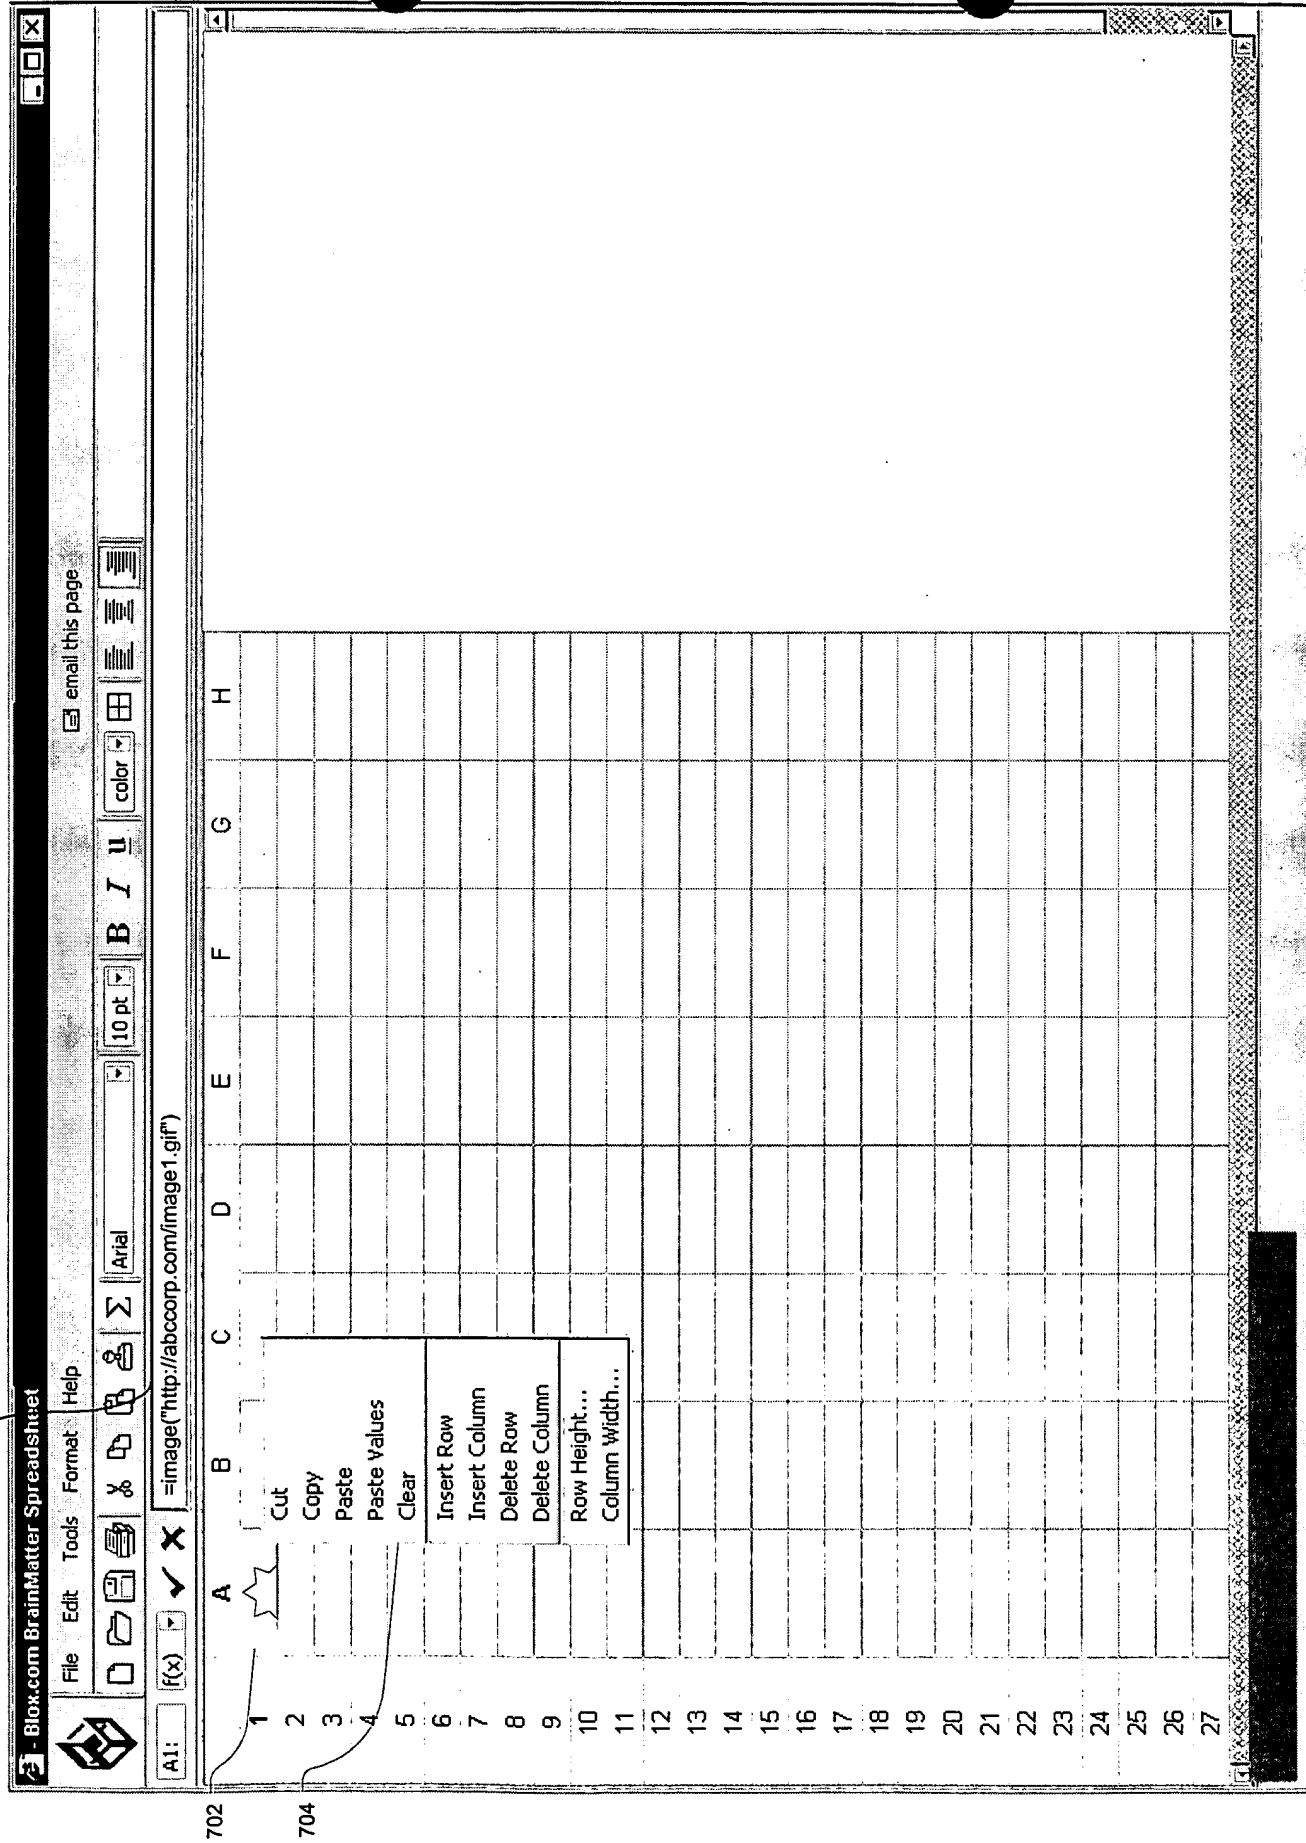 - Blox.com BrainMatter Spreadsheet
File Edit Tools Format Help email this page
Σ Arial 10 pt B I u color
A1: f(x) =image("http://abccorp.com/image1.gif")
A B C D E F G H
702
704
1
2
3
4
5
6
7
8
9
10
11
12
13
14
15
16
17
18
19
20
21
22
23
24
25
26
27
Cut
Copy
Paste
Paste Values
Clear
Insert Row
Insert Column
Delete Row
Delete Column
Row Height...
Column Width...